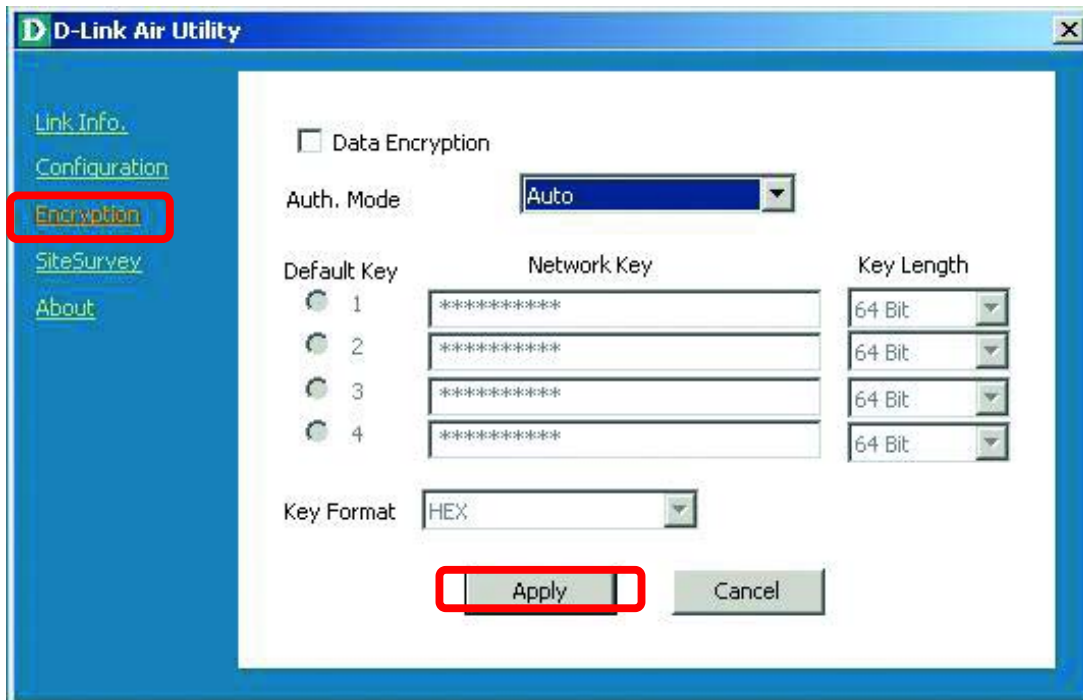 D D-Link Air Utility
Link Info.
Configuration
Encryption
SiteSurvey
About
Data Encryption
Auth. Mode Auto
Default Key Network Key Key Length
1 ********** 64 Bit
2 ********** 64 Bit
3 ********** 64 Bit
4 ********** 64 Bit
Key Format HEX
Apply Cancel